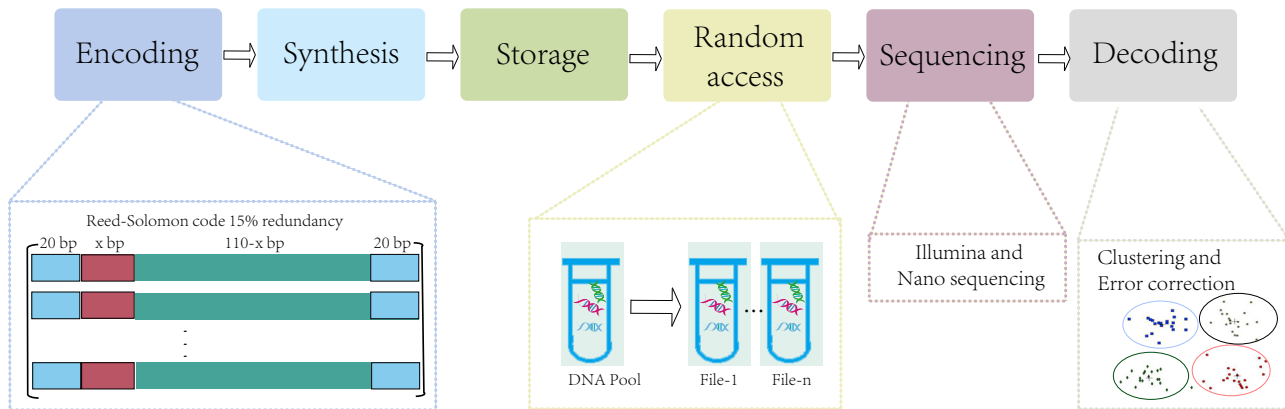 Encoding
Synthesis
Storage
Random
access
Sequencing
Decoding
Reed-Solomon code 15% redundancy
20 bp
x bp
110-x bp
20 bp
DNA Pool
...
File-1
File-n
Illumina and
Nano sequencing
Clustering and
Error correction